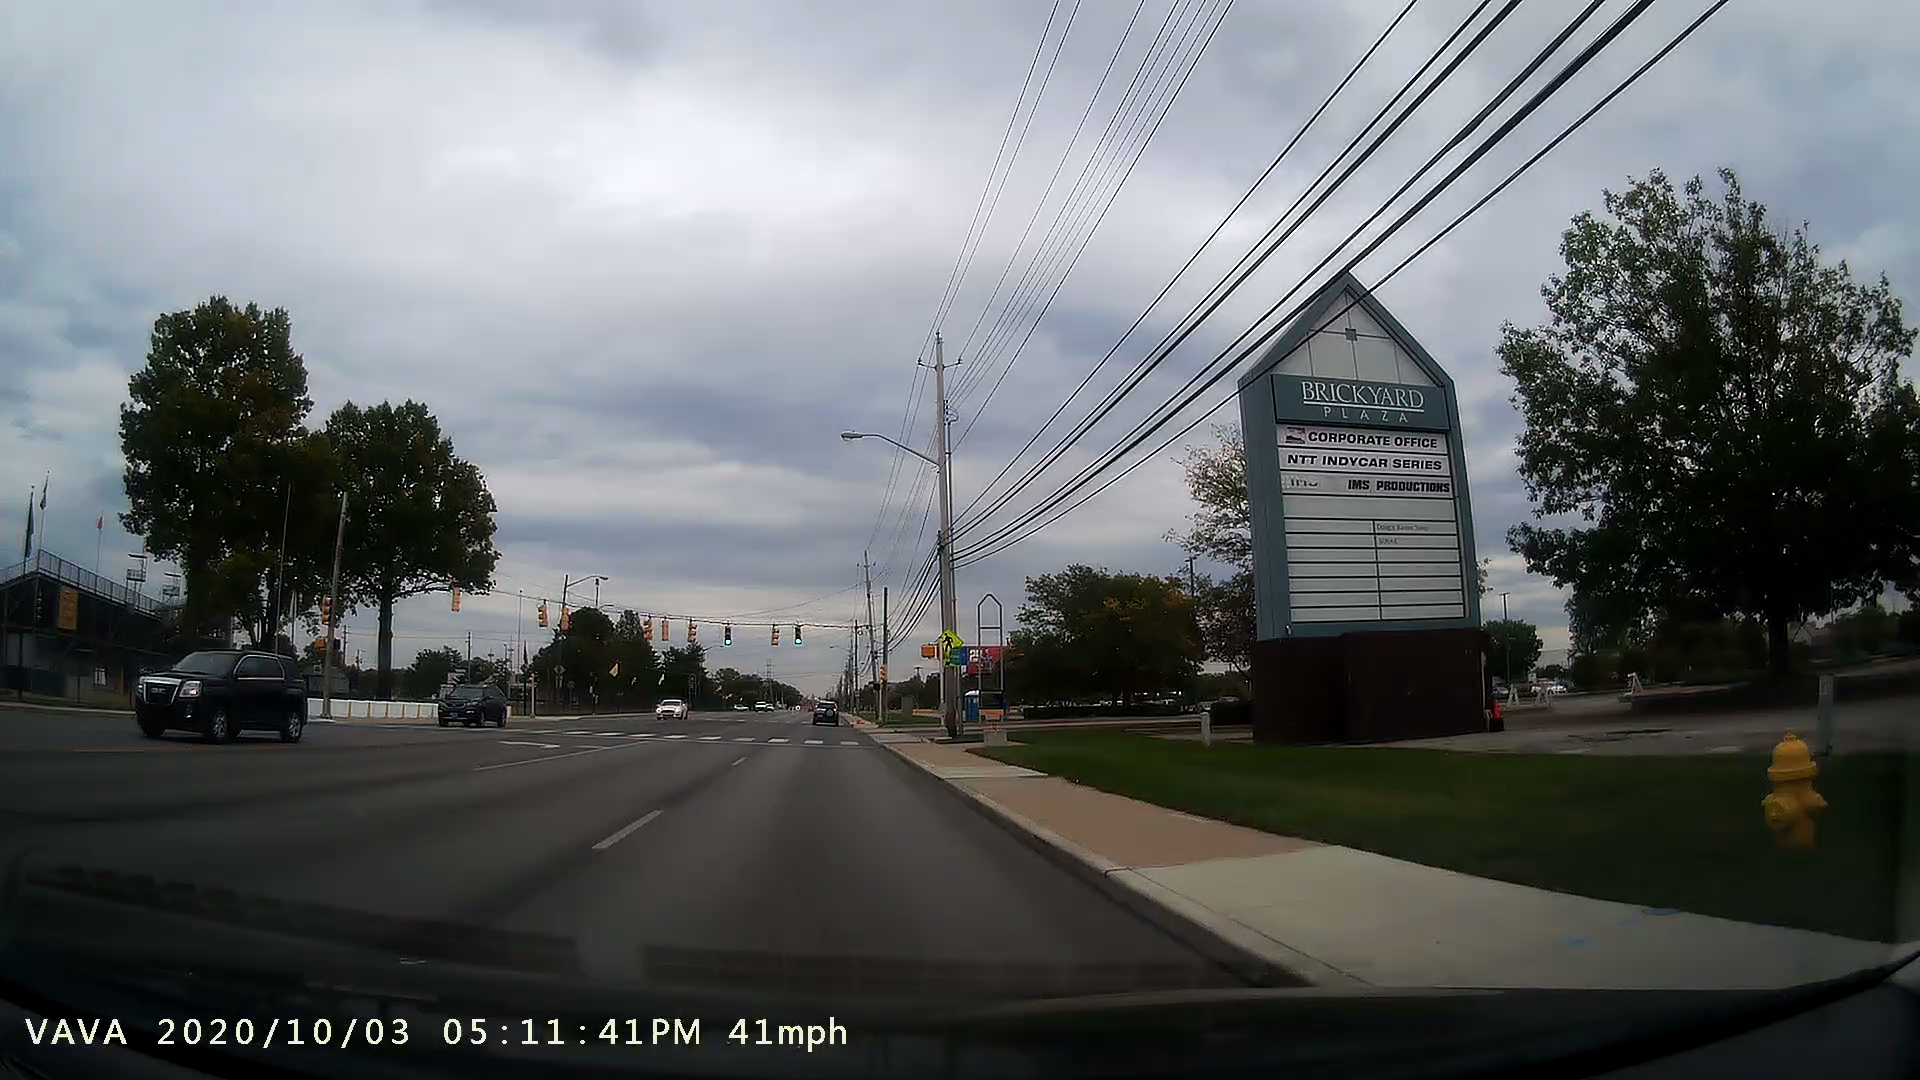 BRICKYARD
PLAZA
CORPORATE OFFICE
NTT INDYCAR SERIES
IMS PRODUCTIONS
VAVA 2020/10/03 05:11:41PM 41mph